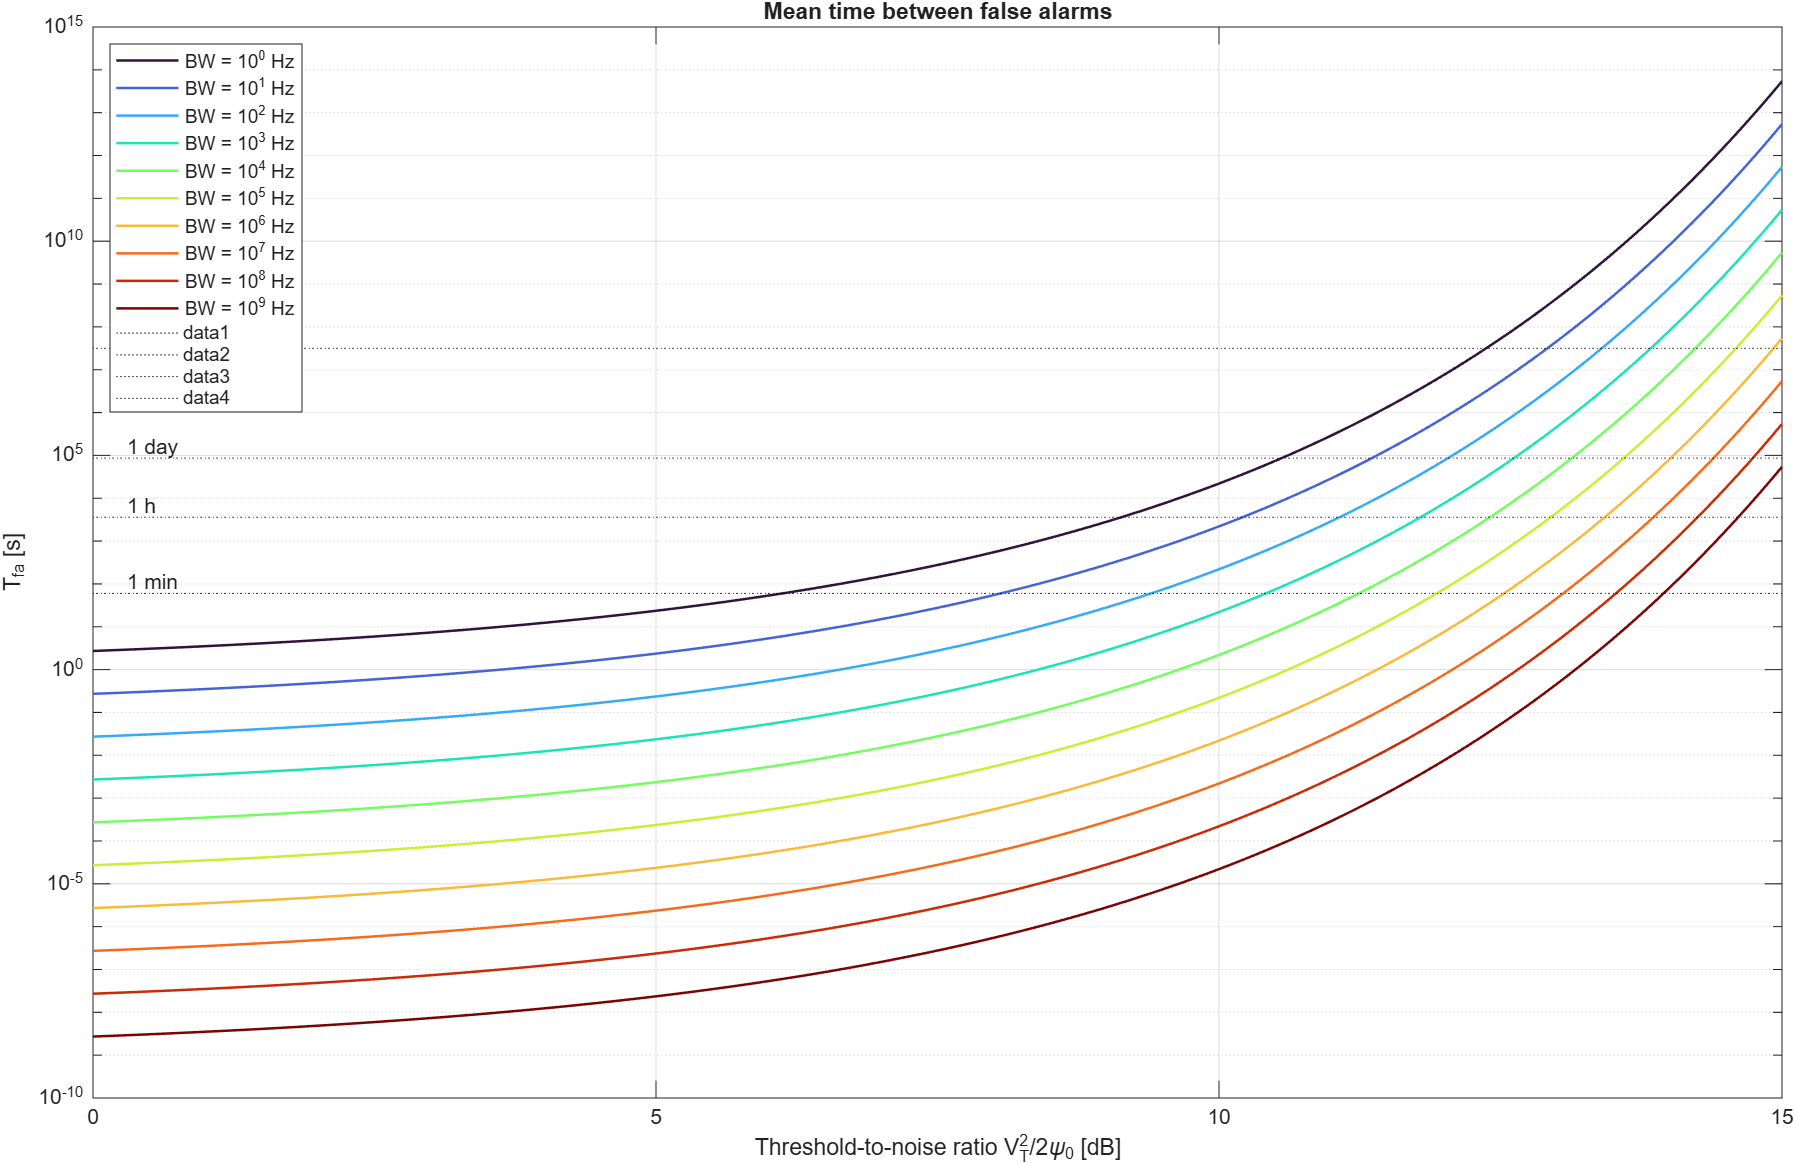 Mean time between false alarms
10^15
10^10
10^5
10^0
10^-5
10^-10
T_fa [s]
BW = 10^0 Hz
BW = 10^1 Hz
BW = 10^2 Hz
BW = 10^3 Hz
BW = 10^4 Hz
BW = 10^5 Hz
BW = 10^6 Hz
BW = 10^7 Hz
BW = 10^8 Hz
BW = 10^9 Hz
data1
data2
data3
data4
1 day
1 h
1 min
0 5 10 15
Threshold-to-noise ratio V_T^2/2ψ_0 [dB]